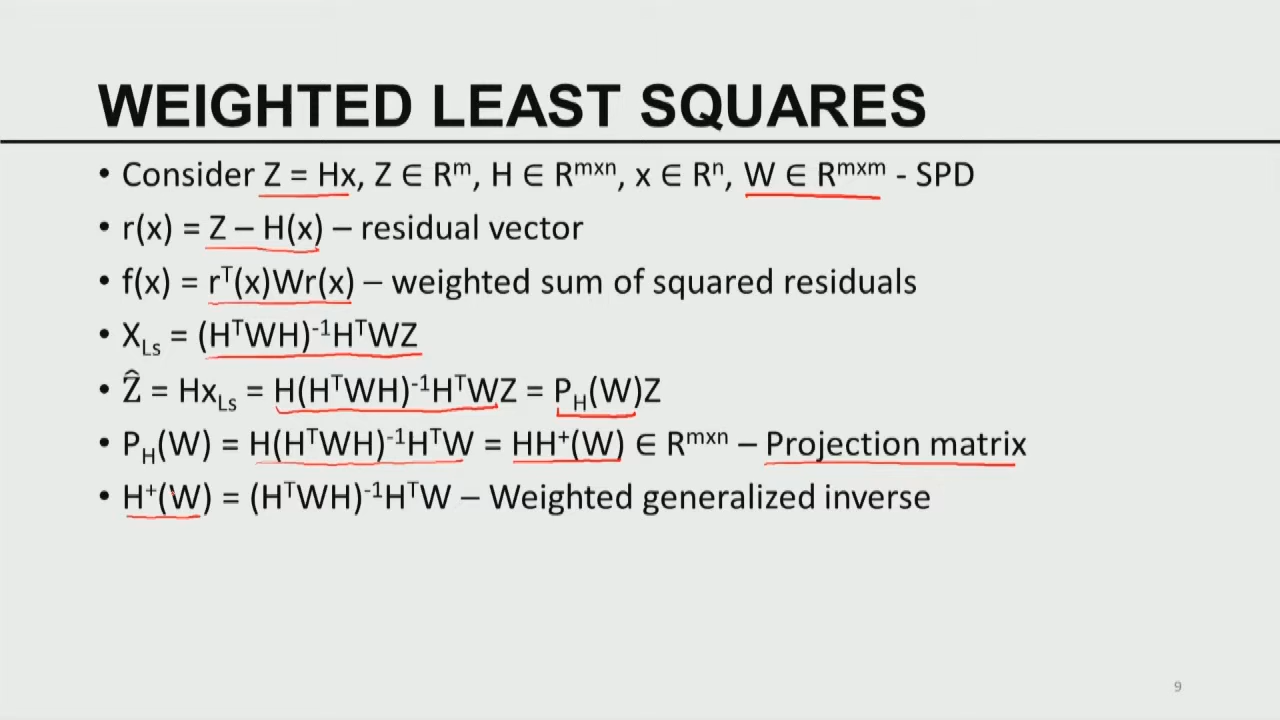 WEIGHTED LEAST SQUARES
• Consider Z = Hx, Z ∈ Rᵐ, H ∈ Rᵐˣⁿ, x ∈ Rⁿ, W ∈ Rᵐˣᵐ - SPD
• r(x) = Z – H(x) – residual vector
• f(x) = rᵀ(x)Wr(x) – weighted sum of squared residuals
• X_Ls = (HᵀWH)⁻¹HᵀWZ
• Ẑ = Hx_Ls = H(HᵀWH)⁻¹HᵀWZ = P_H(W)Z
• P_H(W) = H(HᵀWH)⁻¹HᵀW = HH⁺(W) ∈ Rᵐˣⁿ – Projection matrix
• H⁺(W) = (HᵀWH)⁻¹HᵀW – Weighted generalized inverse
9